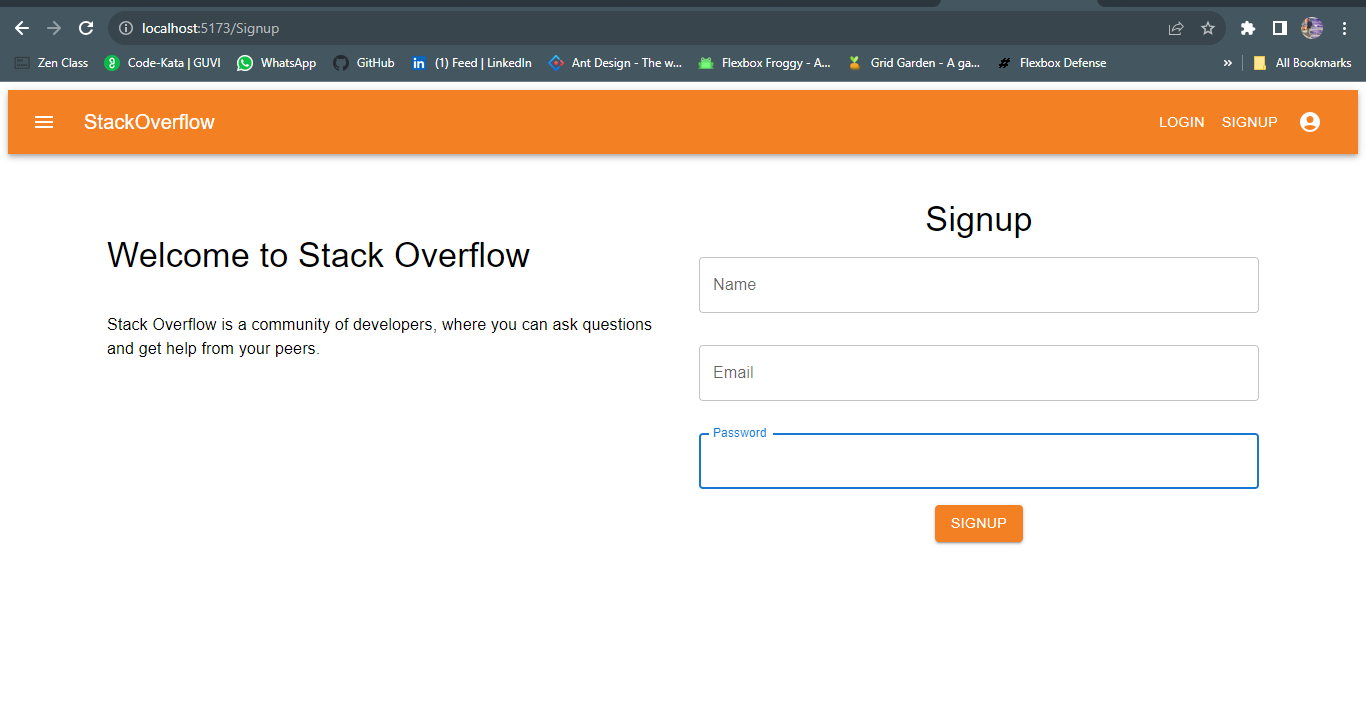 localhost:5173/Signup
Zen Class Code-Kata | GUVI WhatsApp GitHub (1) Feed | LinkedIn Ant Design - The w... Flexbox Froggy - A... Grid Garden - A ga... Flexbox Defense » All Bookmarks
StackOverflow LOGIN SIGNUP
Signup
Welcome to Stack Overflow
Name
Stack Overflow is a community of developers, where you can ask questions
and get help from your peers.
Email
Password
SIGNUP